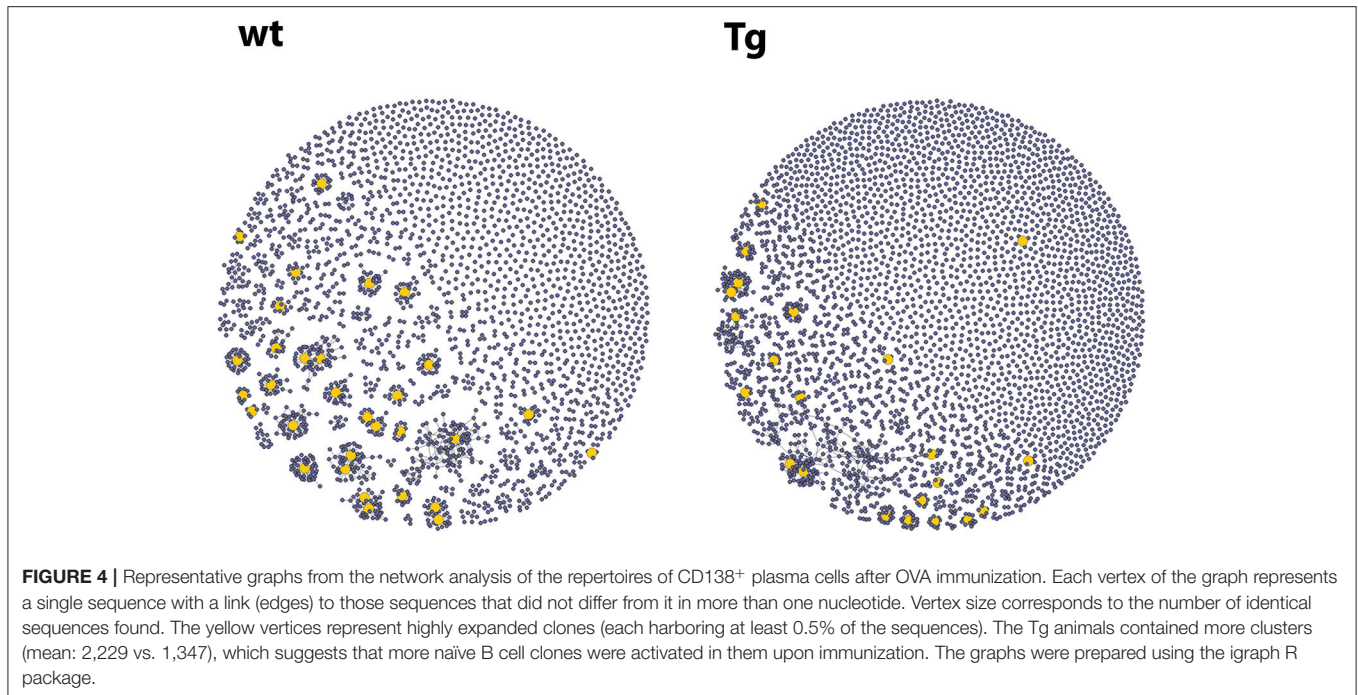 wt
Tg
FIGURE 4 | Representative graphs from the network analysis of the repertoires of CD138⁺ plasma cells after OVA immunization. Each vertex of the graph represents
a single sequence with a link (edges) to those sequences that did not differ from it in more than one nucleotide. Vertex size corresponds to the number of identical
sequences found. The yellow vertices represent highly expanded clones (each harboring at least 0.5% of the sequences). The Tg animals contained more clusters
(mean: 2,229 vs. 1,347), which suggests that more naïve B cell clones were activated in them upon immunization. The graphs were prepared using the igraph R
package.